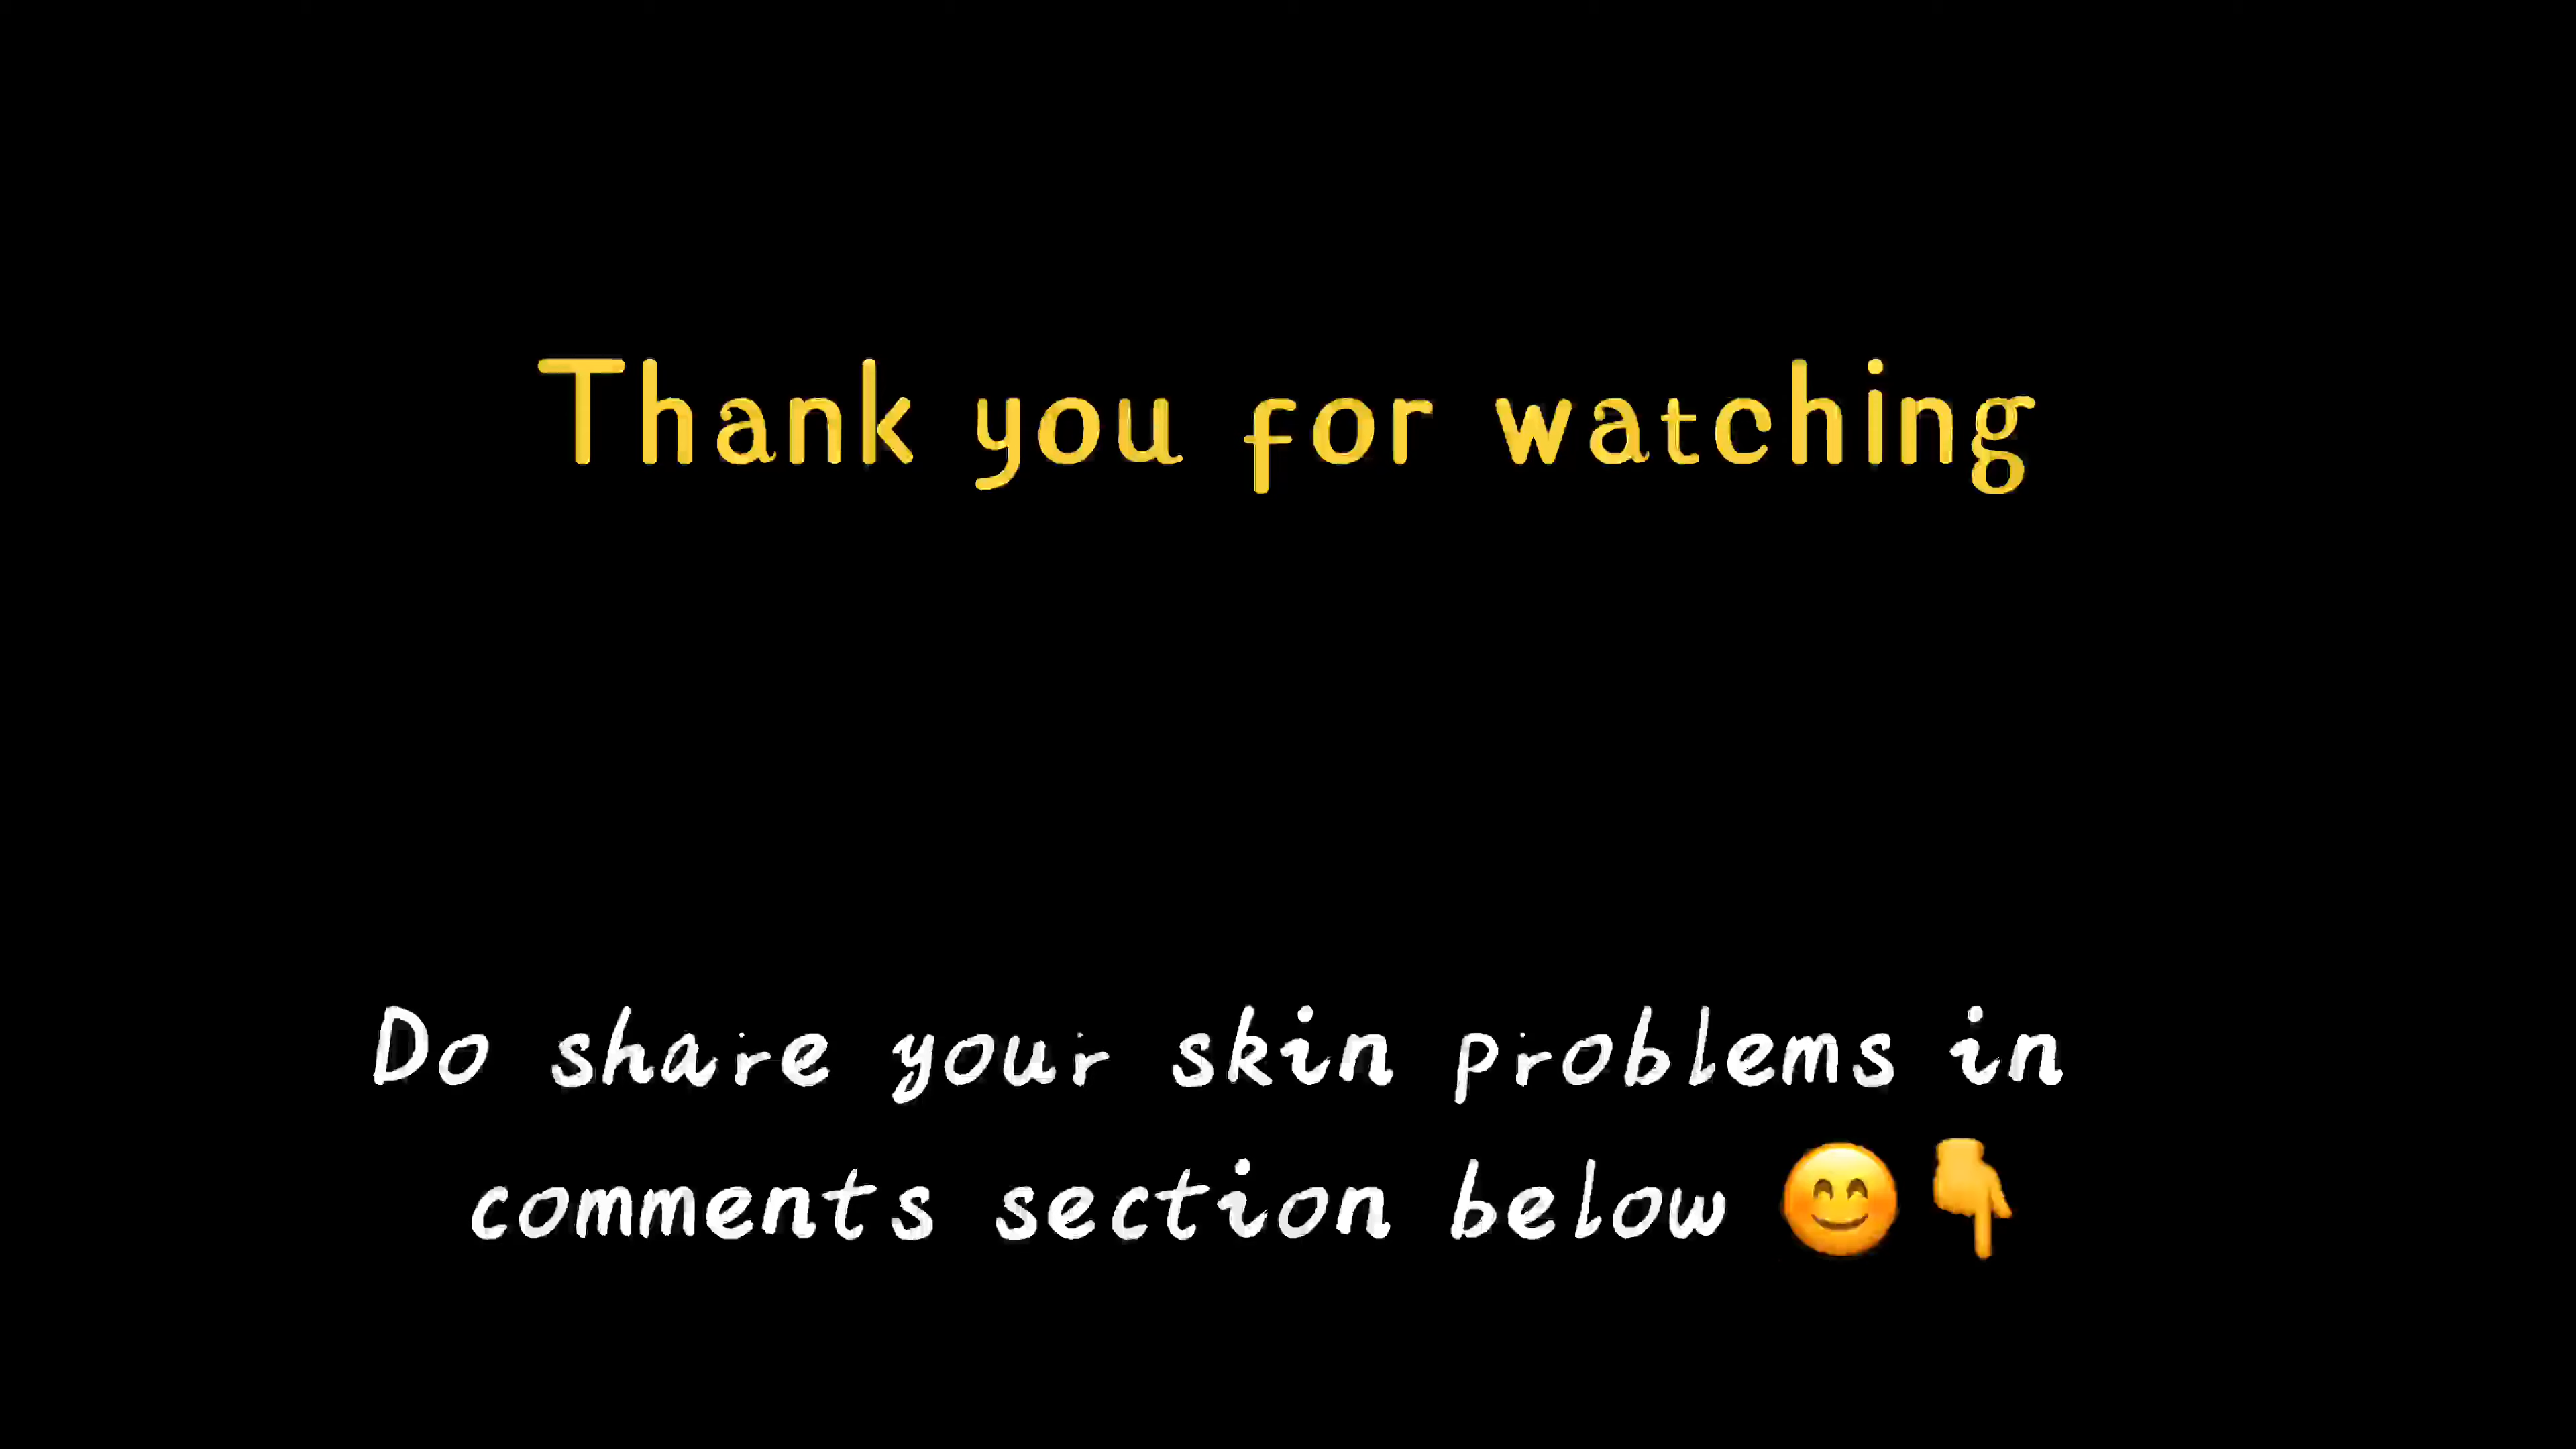 Thank you for watching
Do share your skin problems in
comments section below 😊👇